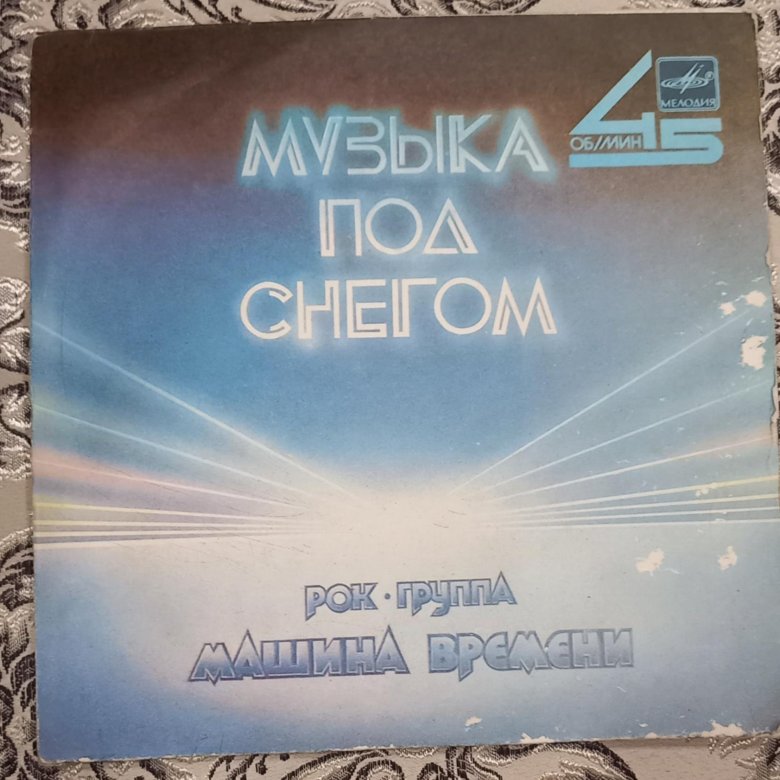 МУЗЫКА
ПОД
СНЕГОМ
45
ОБ/МИН
МЕЛОДИЯ
РОК·ГРУППА
МАШИНА ВРЕМЕНИ